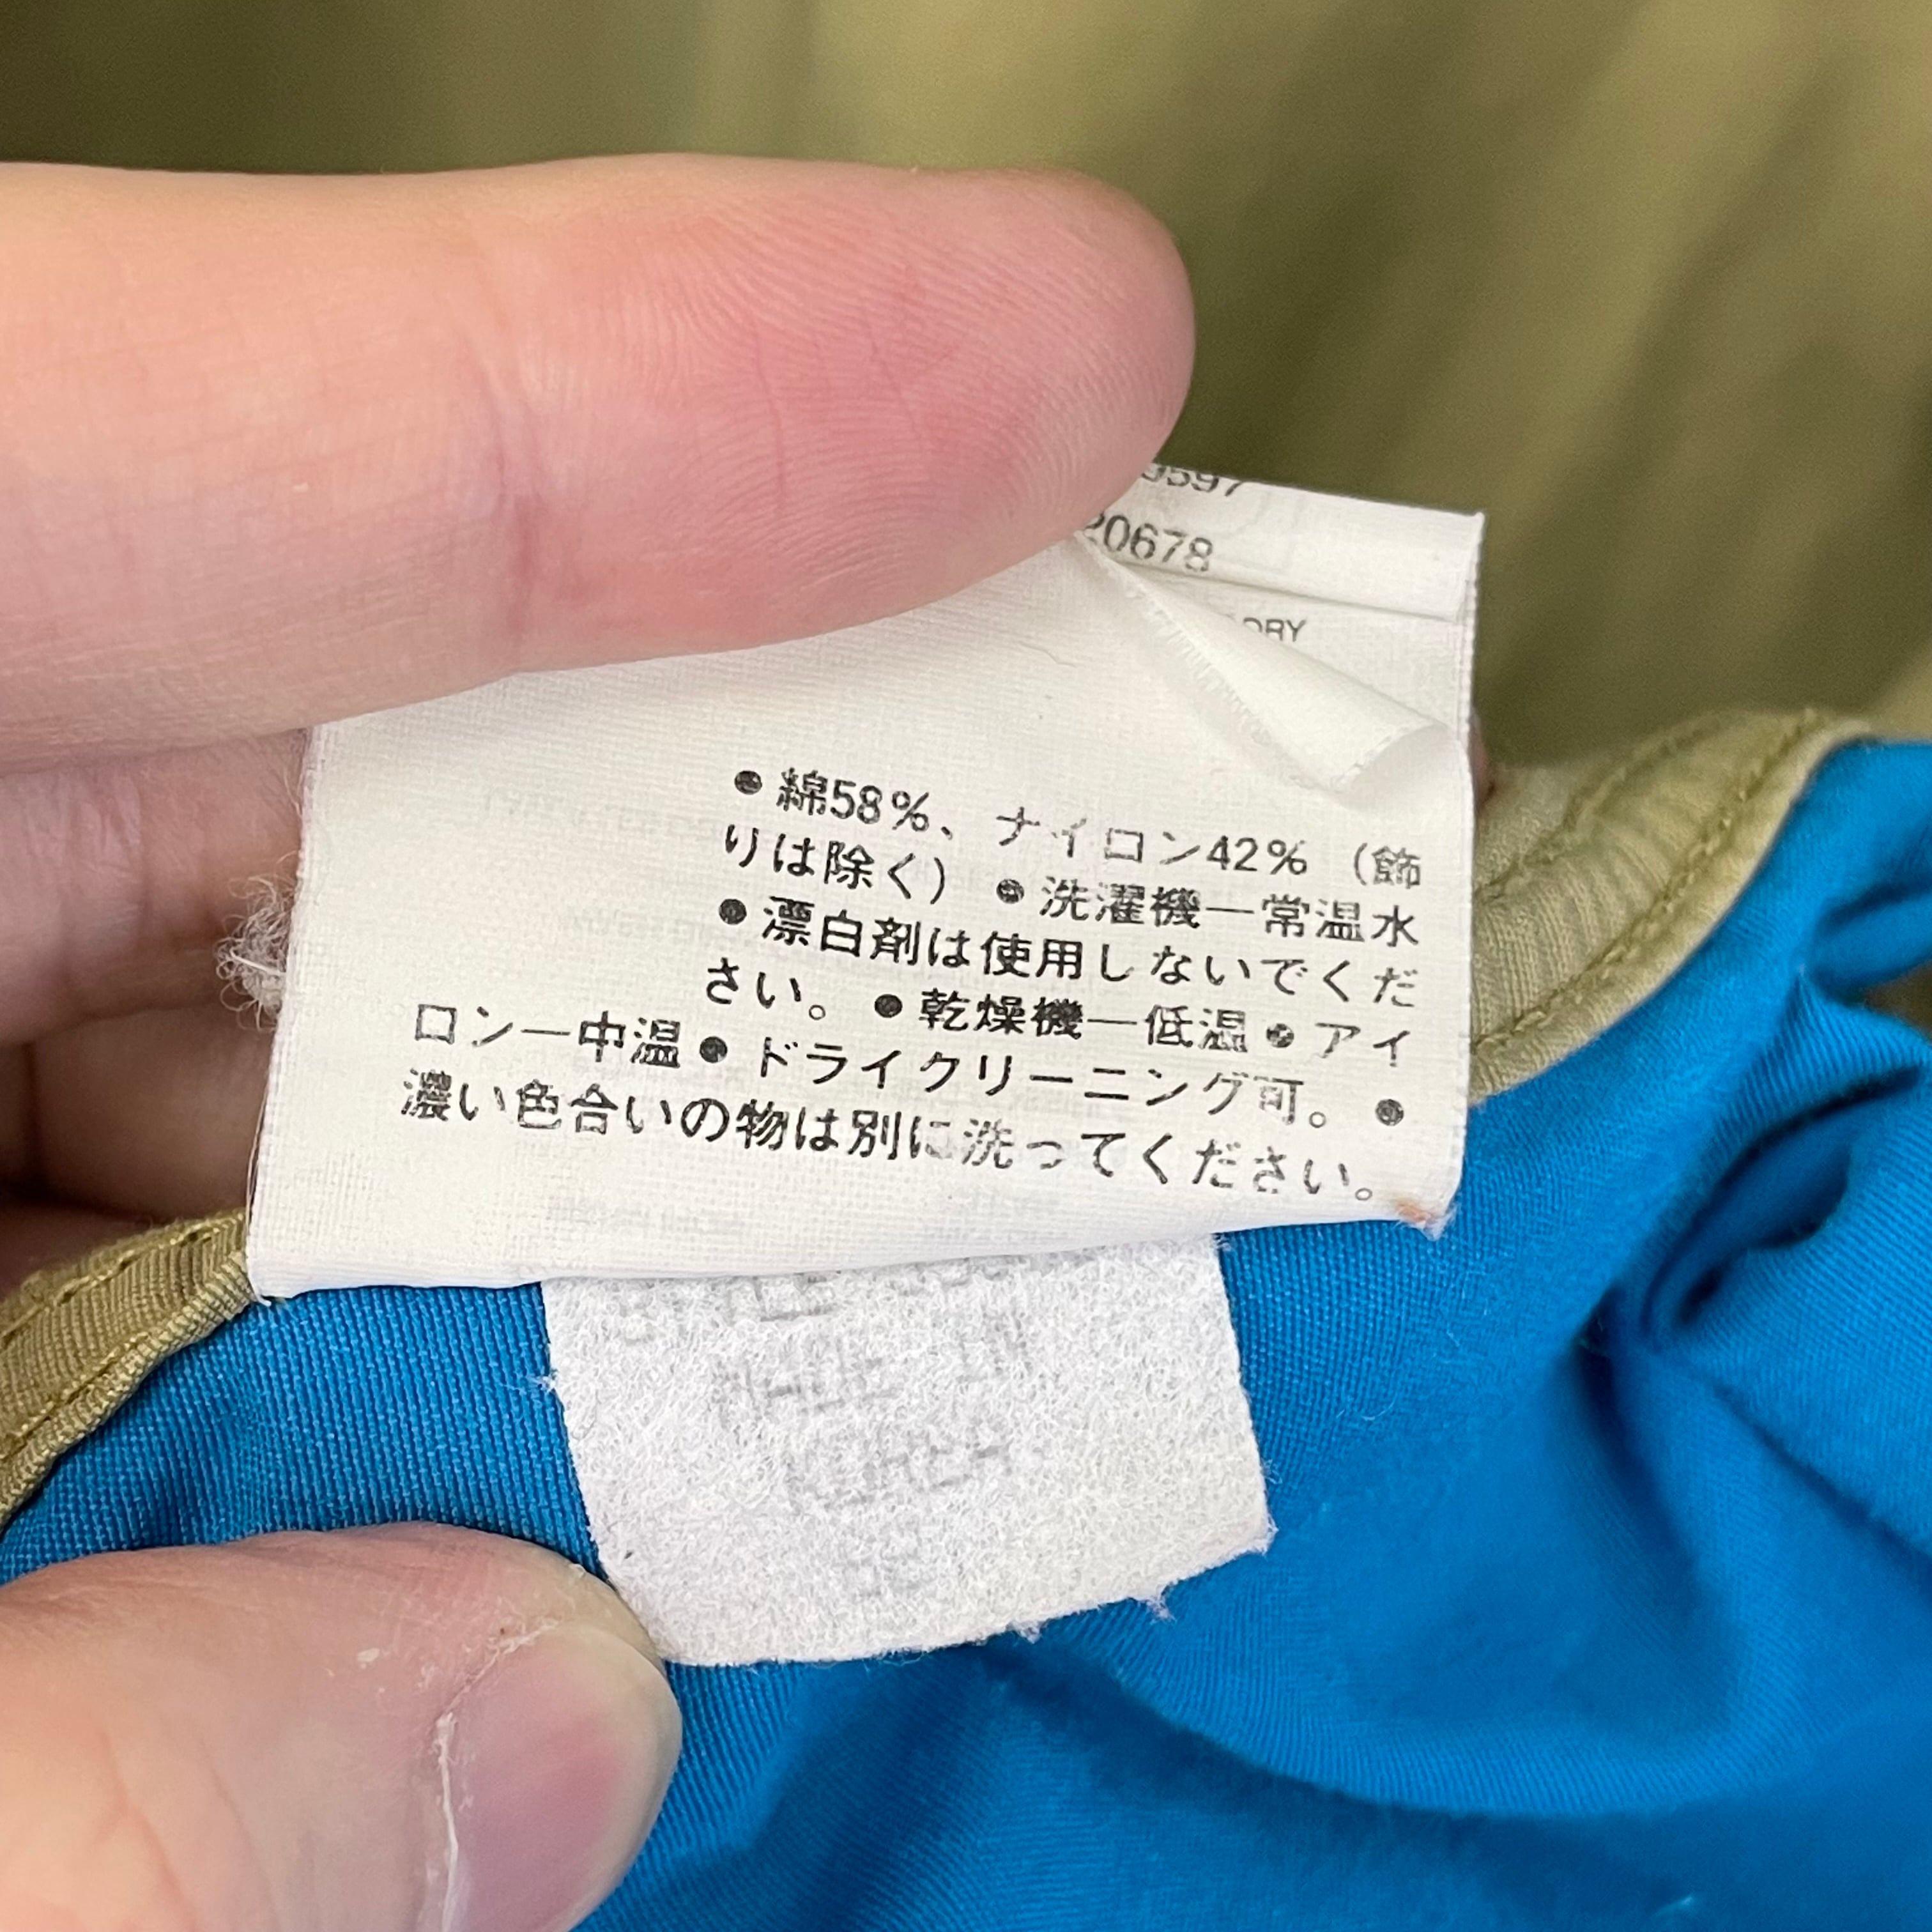 20678
DRY
●綿58%、ナイロン42%（飾
りは除く）●洗濯機—常温水
●漂白剤は使用しないでくだ
さい。●乾燥機—低温●アイ
ロン—中温●ドライクリーニング可。●
濃い色合いの物は別に洗ってください。